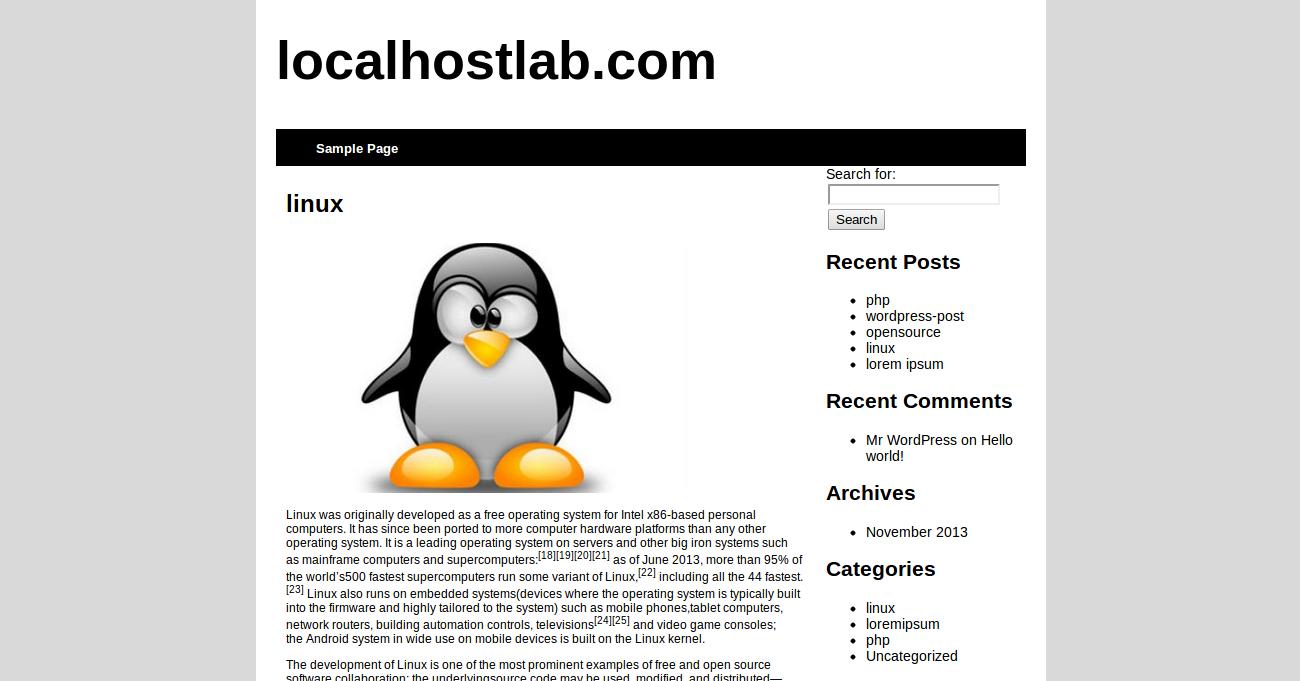 localhostlab.com
Sample Page
linux
Linux was originally developed as a free operating system for Intel x86-based personal
computers. It has since been ported to more computer hardware platforms than any other
operating system. It is a leading operating system on servers and other big iron systems such
as mainframe computers and supercomputers:[18][19][20][21] as of June 2013, more than 95% of
the world’s500 fastest supercomputers run some variant of Linux,[22] including all the 44 fastest.
[23] Linux also runs on embedded systems(devices where the operating system is typically built
into the firmware and highly tailored to the system) such as mobile phones,tablet computers,
network routers, building automation controls, televisions[24][25] and video game consoles;
the Android system in wide use on mobile devices is built on the Linux kernel.
The development of Linux is one of the most prominent examples of free and open source
software collaboration: the underlyingsource code may be used, modified, and distributed—
Search for:
Search
Recent Posts
php
wordpress-post
opensource
linux
lorem ipsum
Recent Comments
Mr WordPress on Hello
world!
Archives
November 2013
Categories
linux
loremipsum
php
Uncategorized